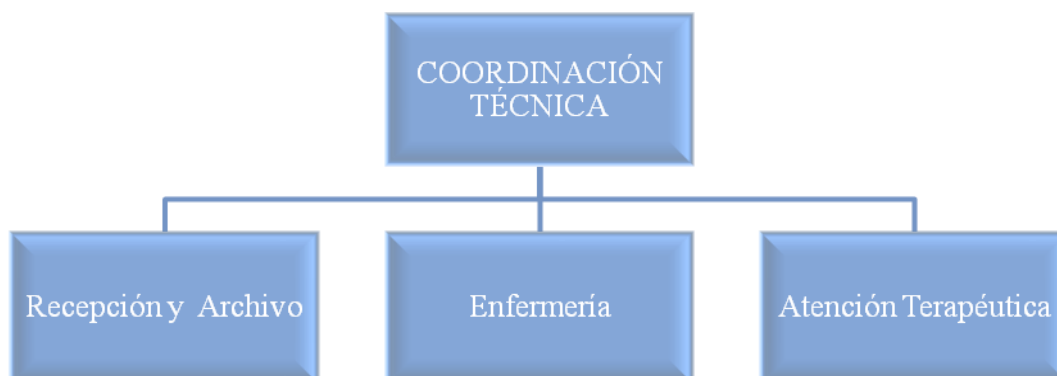 COORDINACIÓN
TÉCNICA
Recepción y Archivo
Enfermería
Atención Terapéutica